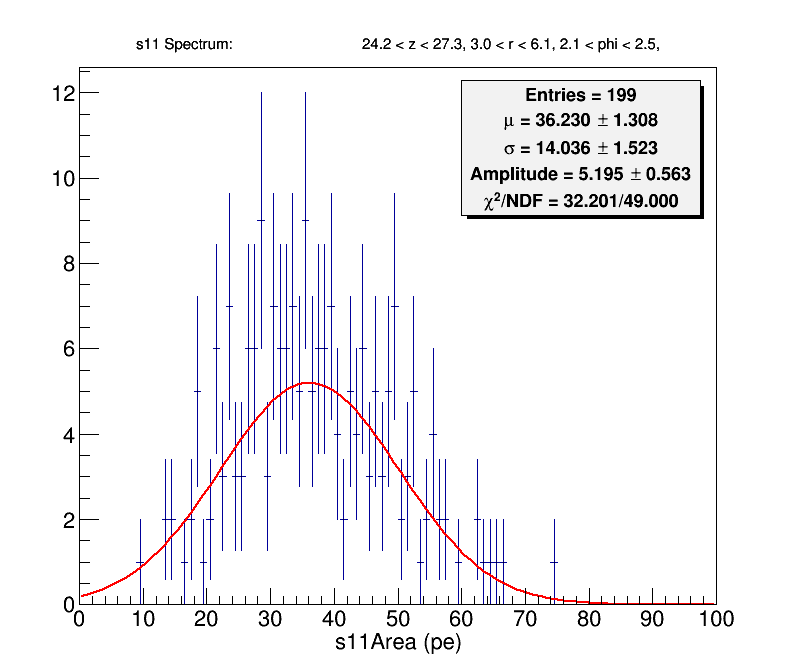 s11 Spectrum: 24.2 < z < 27.3, 3.0 < r < 6.1, 2.1 < phi < 2.5,
Entries = 199
μ = 36.230 ± 1.308
σ = 14.036 ± 1.523
Amplitude = 5.195 ± 0.563
χ²/NDF = 32.201/49.000
12
10
8
6
4
2
0
0 10 20 30 40 50 60 70 80 90 100
s11Area (pe)